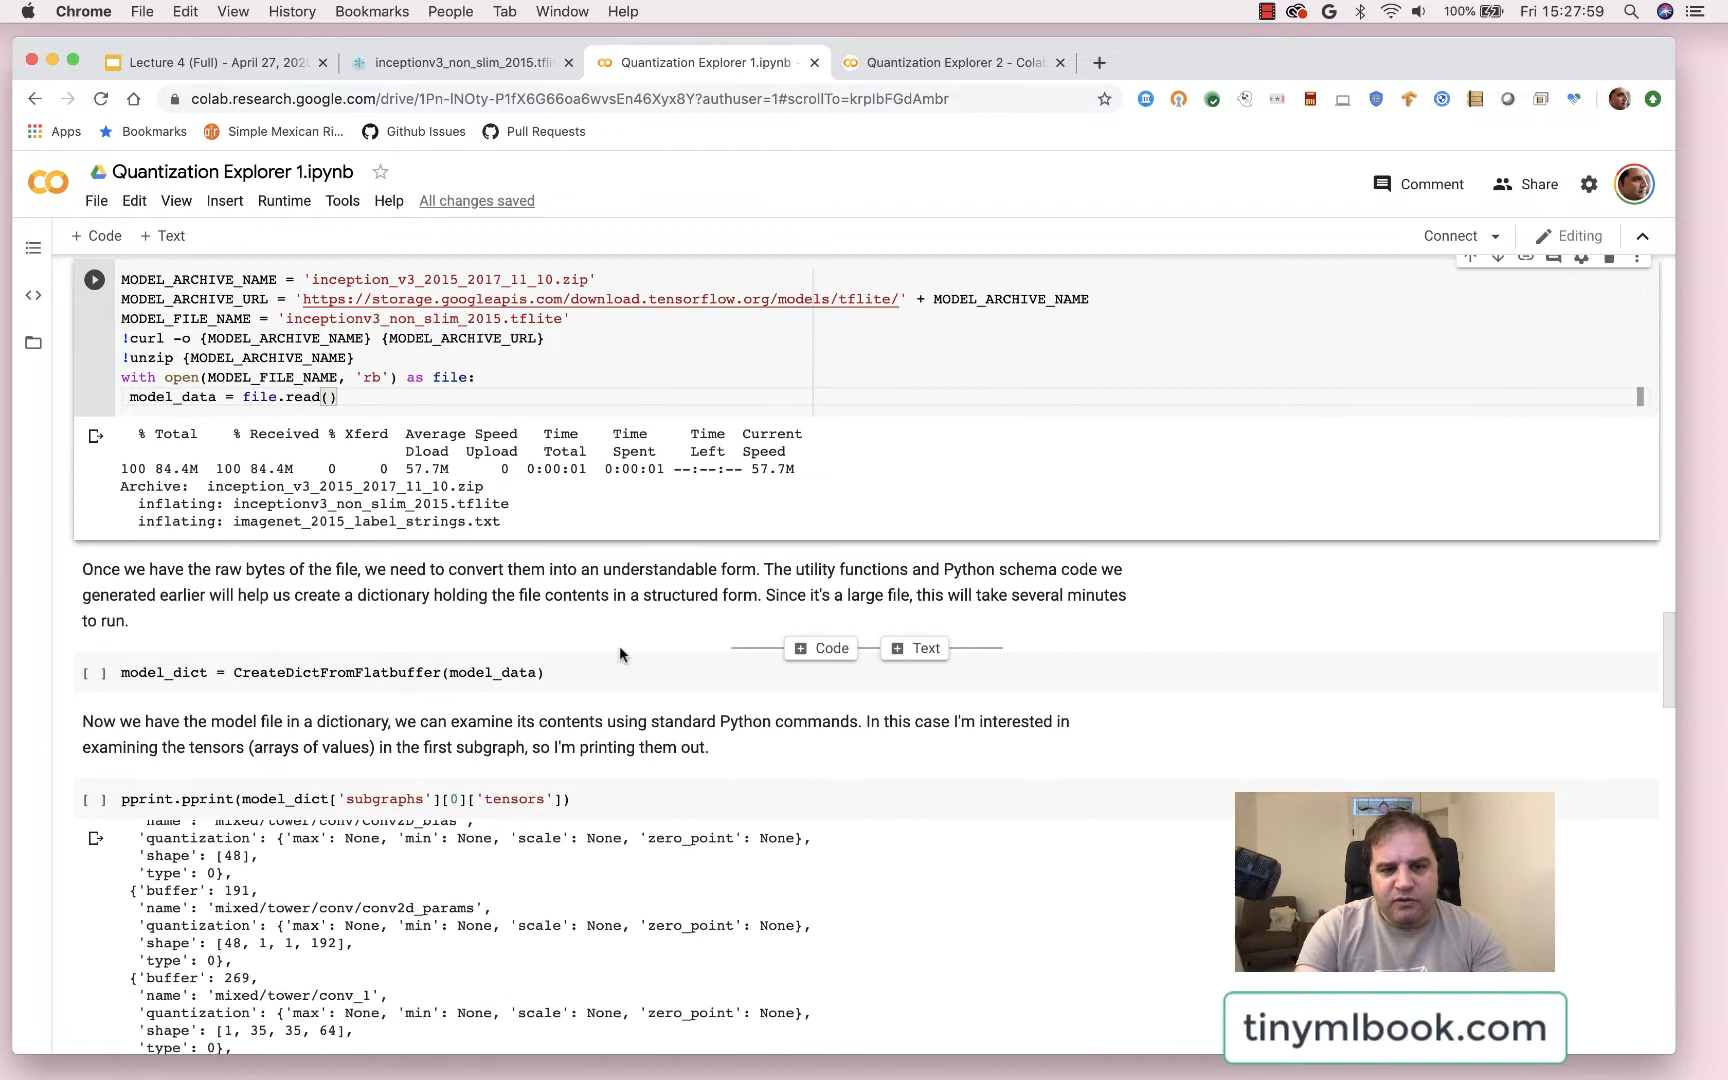 Chrome File Edit View History Bookmarks People Tab Window Help 100% Fri 15:27:59
Lecture 4 (Full) - April 27, 202 inceptionv3_non_slim_2015.tfli Quantization Explorer 1.ipynb - Quantization Explorer 2 - Colab
colab.research.google.com/drive/1Pn-lNOty-P1fX6G66oa6wvsEn46Xyx8Y?authuser=1#scrollTo=krpIbFGdAmbr
Apps Bookmarks Simple Mexican Ri... Github Issues Pull Requests
Quantization Explorer 1.ipynb
Comment Share
File Edit View Insert Runtime Tools Help All changes saved
+ Code + Text Connect Editing
MODEL_ARCHIVE_NAME = 'inception_v3_2015_2017_11_10.zip'
MODEL_ARCHIVE_URL = 'https://storage.googleapis.com/download.tensorflow.org/models/tflite/' + MODEL_ARCHIVE_NAME
MODEL_FILE_NAME = 'inceptionv3_non_slim_2015.tflite'
!curl -o {MODEL_ARCHIVE_NAME} {MODEL_ARCHIVE_URL}
!unzip {MODEL_ARCHIVE_NAME}
with open(MODEL_FILE_NAME, 'rb') as file:
model_data = file.read()
% Total % Received % Xferd Average Speed Time Time Time Current
Dload Upload Total Spent Left Speed
100 84.4M 100 84.4M 0 0 57.7M 0 0:00:01 0:00:01 --:--:-- 57.7M
Archive: inception_v3_2015_2017_11_10.zip
inflating: inceptionv3_non_slim_2015.tflite
inflating: imagenet_2015_label_strings.txt
Once we have the raw bytes of the file, we need to convert them into an understandable form. The utility functions and Python schema code we
generated earlier will help us create a dictionary holding the file contents in a structured form. Since it's a large file, this will take several minutes
to run.
+ Code + Text
[ ] model_dict = CreateDictFromFlatbuffer(model_data)
Now we have the model file in a dictionary, we can examine its contents using standard Python commands. In this case I'm interested in
examining the tensors (arrays of values) in the first subgraph, so I'm printing them out.
[ ] pprint.pprint(model_dict['subgraphs'][0]['tensors'])
'name': 'mixed/tower/conv/Conv2D_bias',
'quantization': {'max': None, 'min': None, 'scale': None, 'zero_point': None},
'shape': [48],
'type': 0},
{'buffer': 191,
'name': 'mixed/tower/conv/conv2d_params',
'quantization': {'max': None, 'min': None, 'scale': None, 'zero_point': None},
'shape': [48, 1, 1, 192],
'type': 0},
{'buffer': 269,
'name': 'mixed/tower/conv_1',
'quantization': {'max': None, 'min': None, 'scale': None, 'zero_point': None},
'shape': [1, 35, 35, 64],
'type': 0},
tinymlbook.com